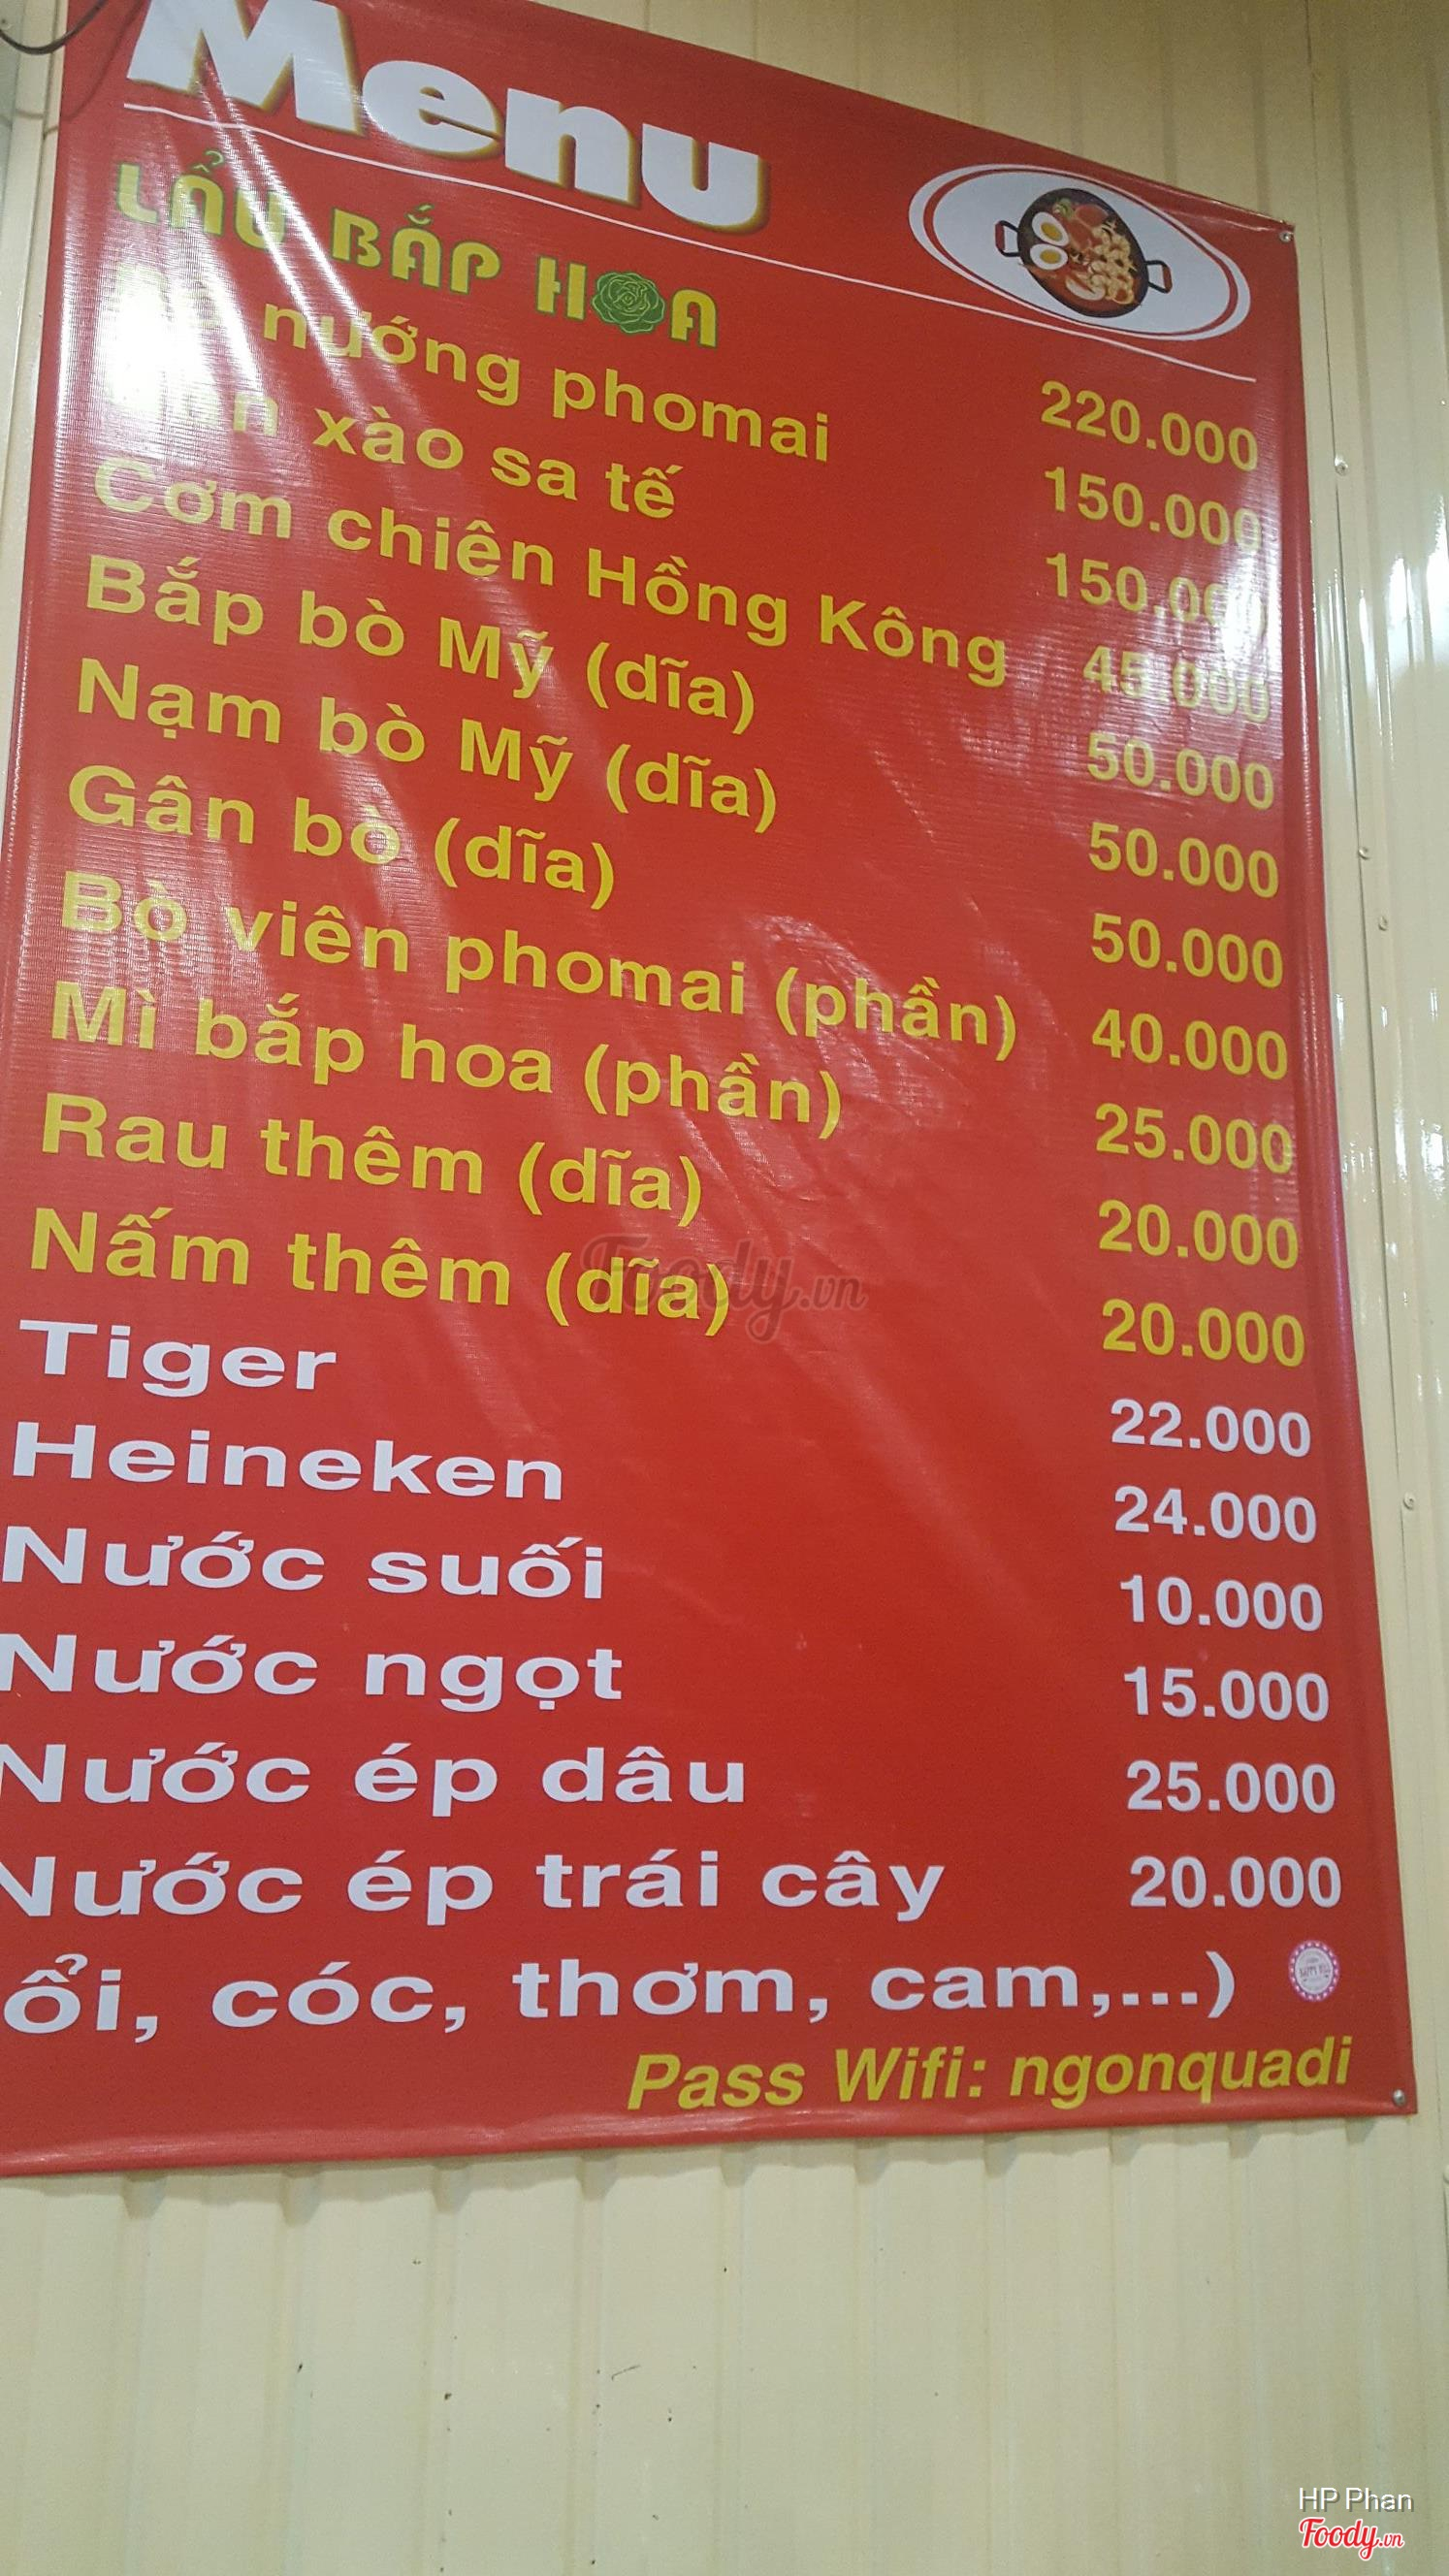 Menu
LẨU BẮP HOA 220.000
nướng phomai 150.000
xào sa tế 150.000
Cơm chiên Hồng Kông 45.000
Bắp bò Mỹ (dĩa) 50.000
Nạm bò Mỹ (dĩa) 50.000
Gân bò (dĩa) 50.000
Bò viên phomai (phần) 40.000
Mì bắp hoa (phần) 25.000
Rau thêm (dĩa) 20.000
Nấm thêm (dĩa) 20.000
Tiger 22.000
Heineken 24.000
Nước suối 10.000
Nước ngọt 15.000
Nước ép dâu 25.000
Nước ép trái cây 20.000
ổi, cóc, thơm, cam,...)
Pass Wifi: ngonquadi
Foody.vn
HP Phan
Foody.vn